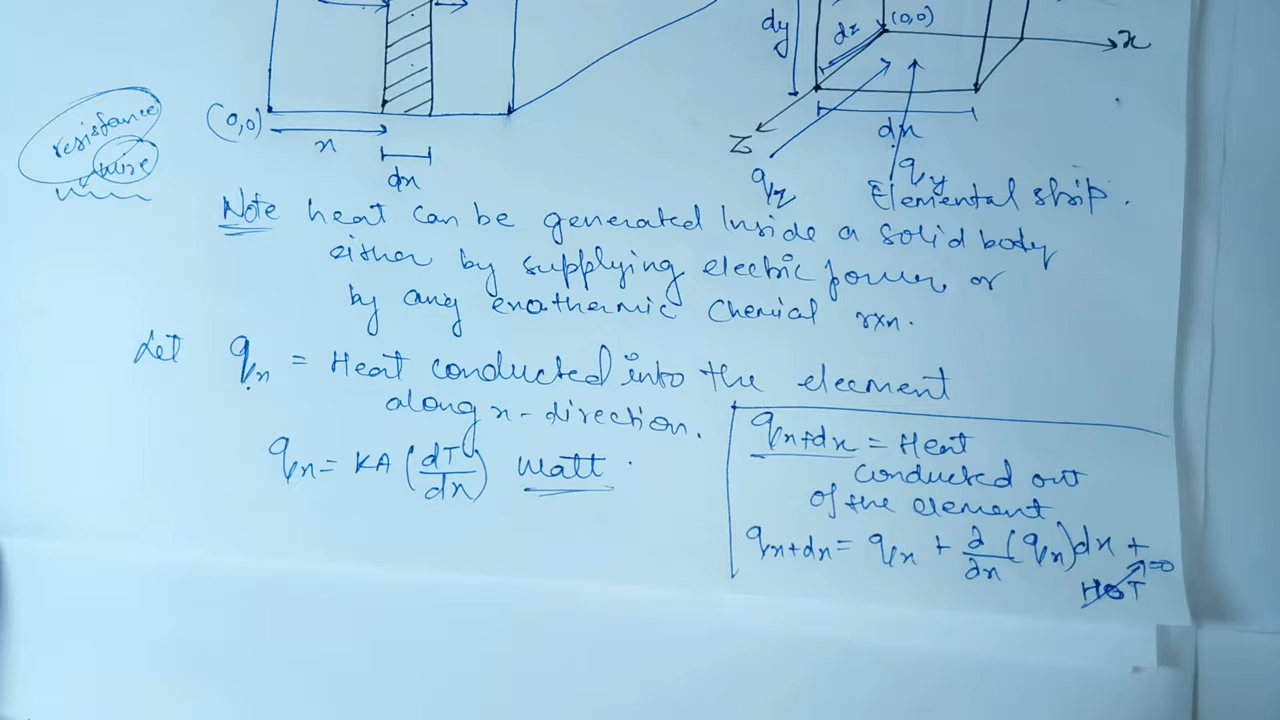 dy
dz
(0,0)
x
(0,0)
x
dx
resistance
wire
z
dx
qz
qy
Elemental strip.
Note heat can be generated Inside a solid body
either by supplying electric power or
by any exothermic Chemial rxn.
Let qx = Heat conducted into the element
along x-direction.
qx = KA (dT/dx) watt.
qx+dx = Heat
conducted out
of the element
qx+dx = qx + ∂/∂x (qx)dx +
HOT =0